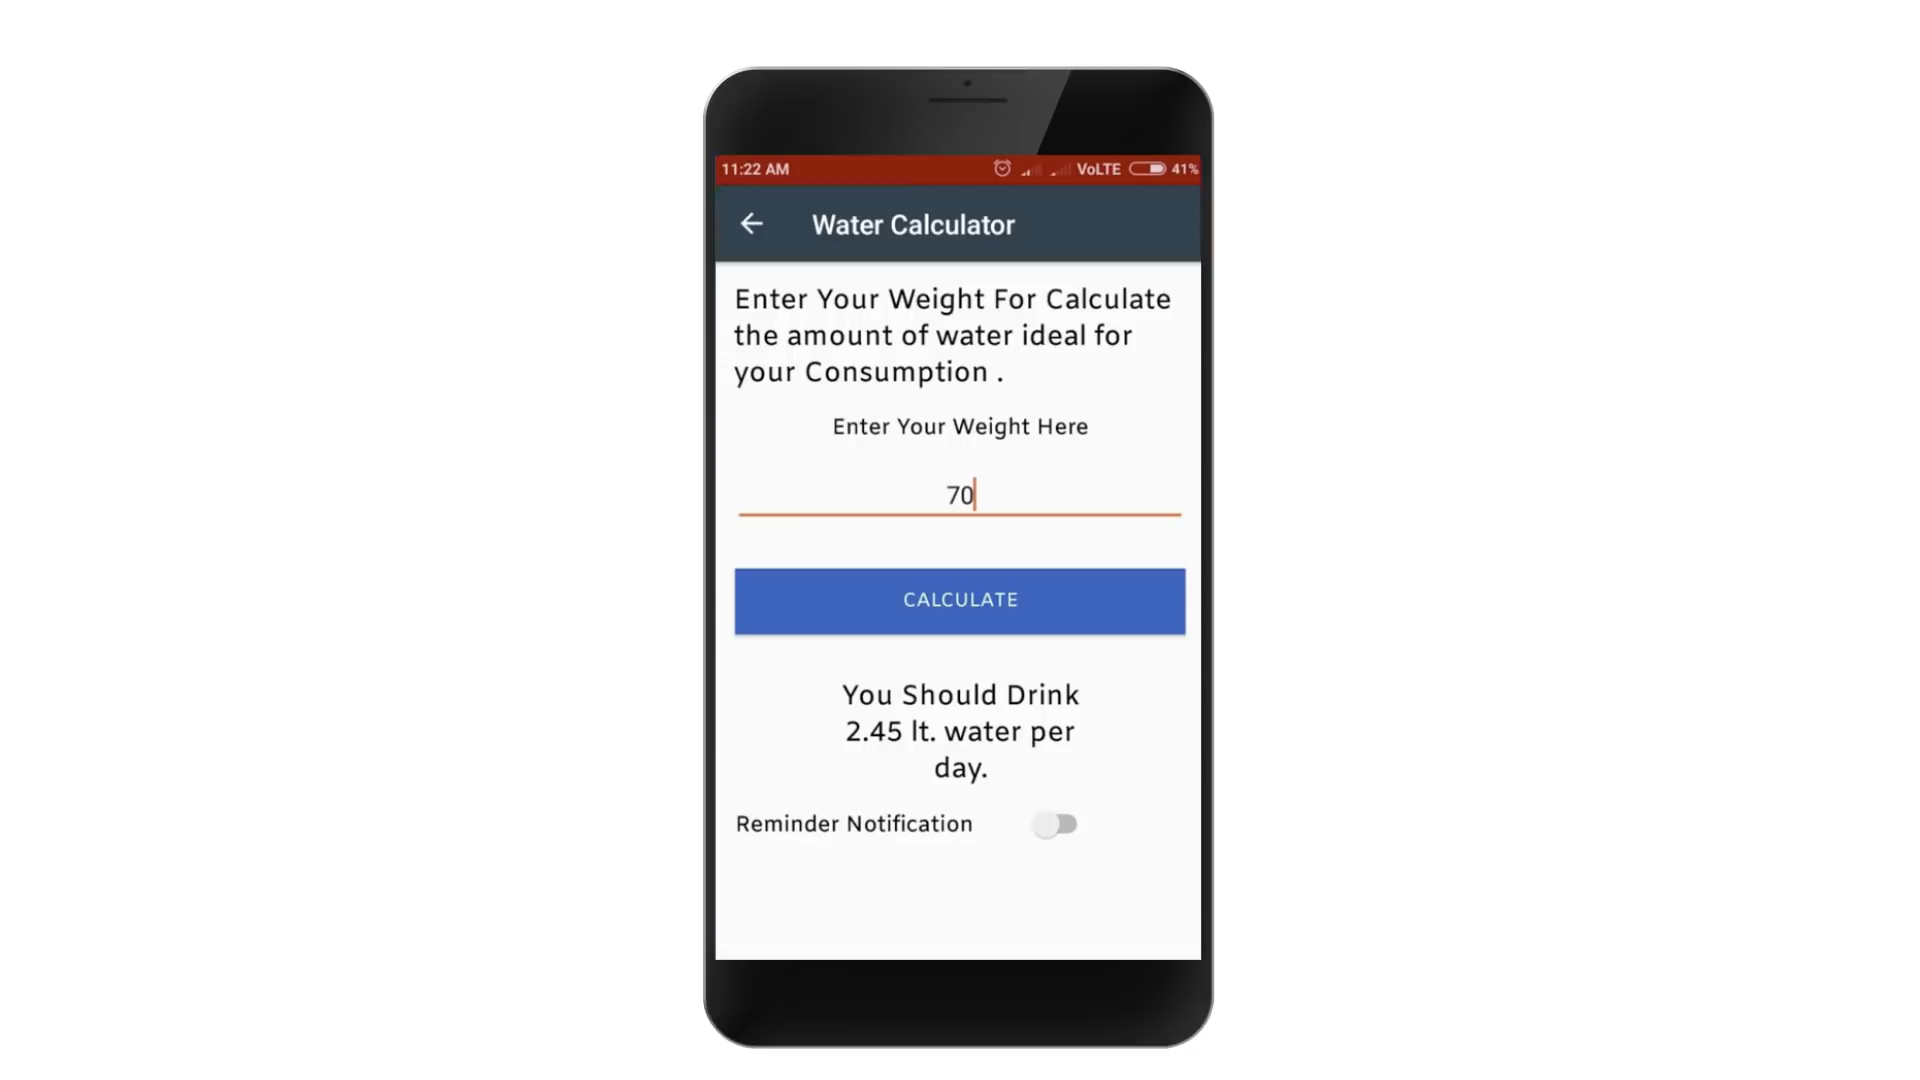 11:22 AM VoLTE 41%
Water Calculator
Enter Your Weight For Calculate
the amount of water ideal for
your Consumption .
Enter Your Weight Here
70
CALCULATE
You Should Drink
2.45 lt. water per
day.
Reminder Notification